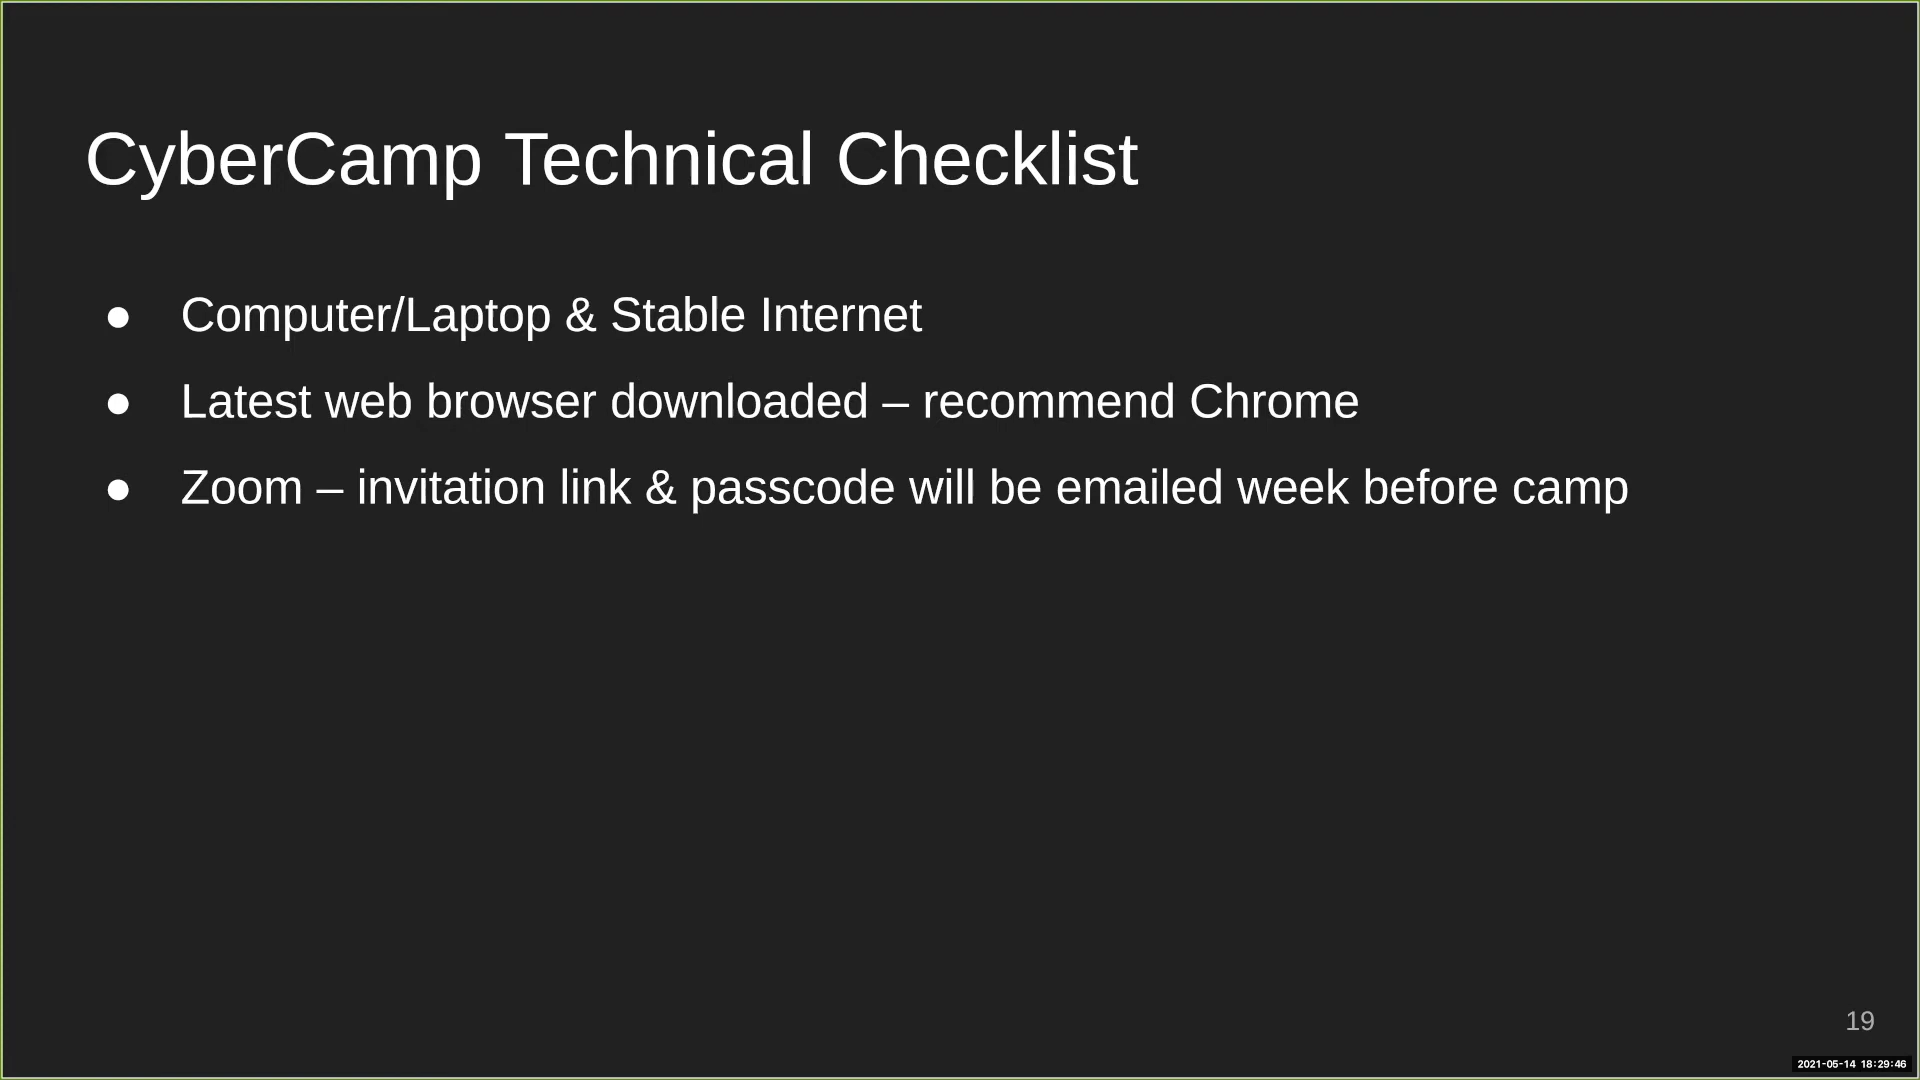 CyberCamp Technical Checklist
● Computer/Laptop & Stable Internet
● Latest web browser downloaded – recommend Chrome
● Zoom – invitation link & passcode will be emailed week before camp
19
2021-05-14 18:29:46